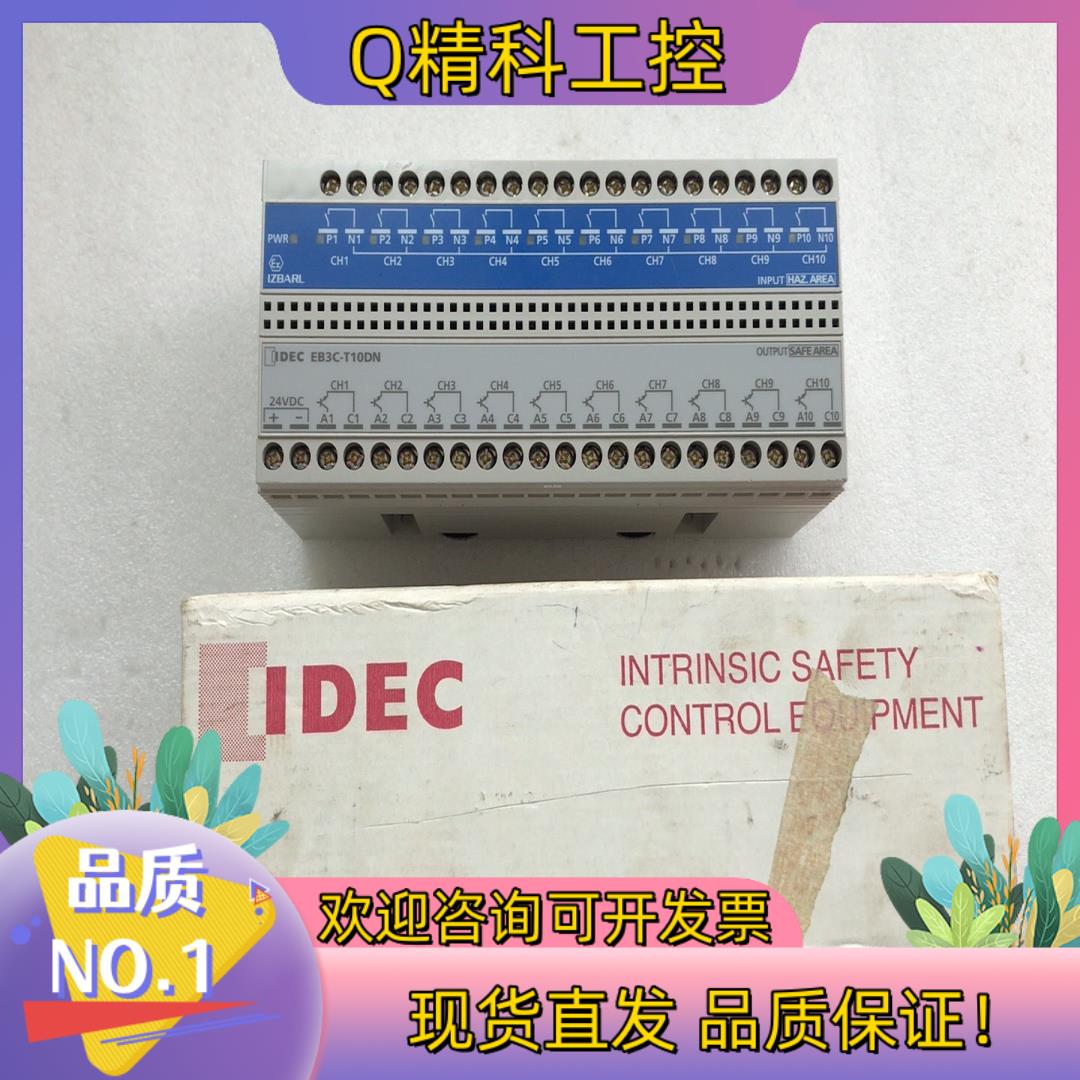 Q精科工控
PWR P1 N1 P2 N2 P3 N3 P4 N4 P5 N5 P6 N6 P7 N7 P8 N8 P9 N9 P10 N10
CH1 CH2 CH3 CH4 CH5 CH6 CH7 CH8 CH9 CH10
Ex
IZBARL
INPUT HAZ. AREA
IDEC EB3C-T10DN
OUTPUT SAFE AREA
CH1 CH2 CH3 CH4 CH5 CH6 CH7 CH8 CH9 CH10
24VDC
+ − A1 C1 A2 C2 A3 C3 A4 C4 A5 C5 A6 C6 A7 C7 A8 C8 A9 C9 A10 C10
IDEC
INTRINSIC SAFETY
CONTROL EQUIPMENT
品质
NO.1
欢迎咨询可开发票
现货直发 品质保证!